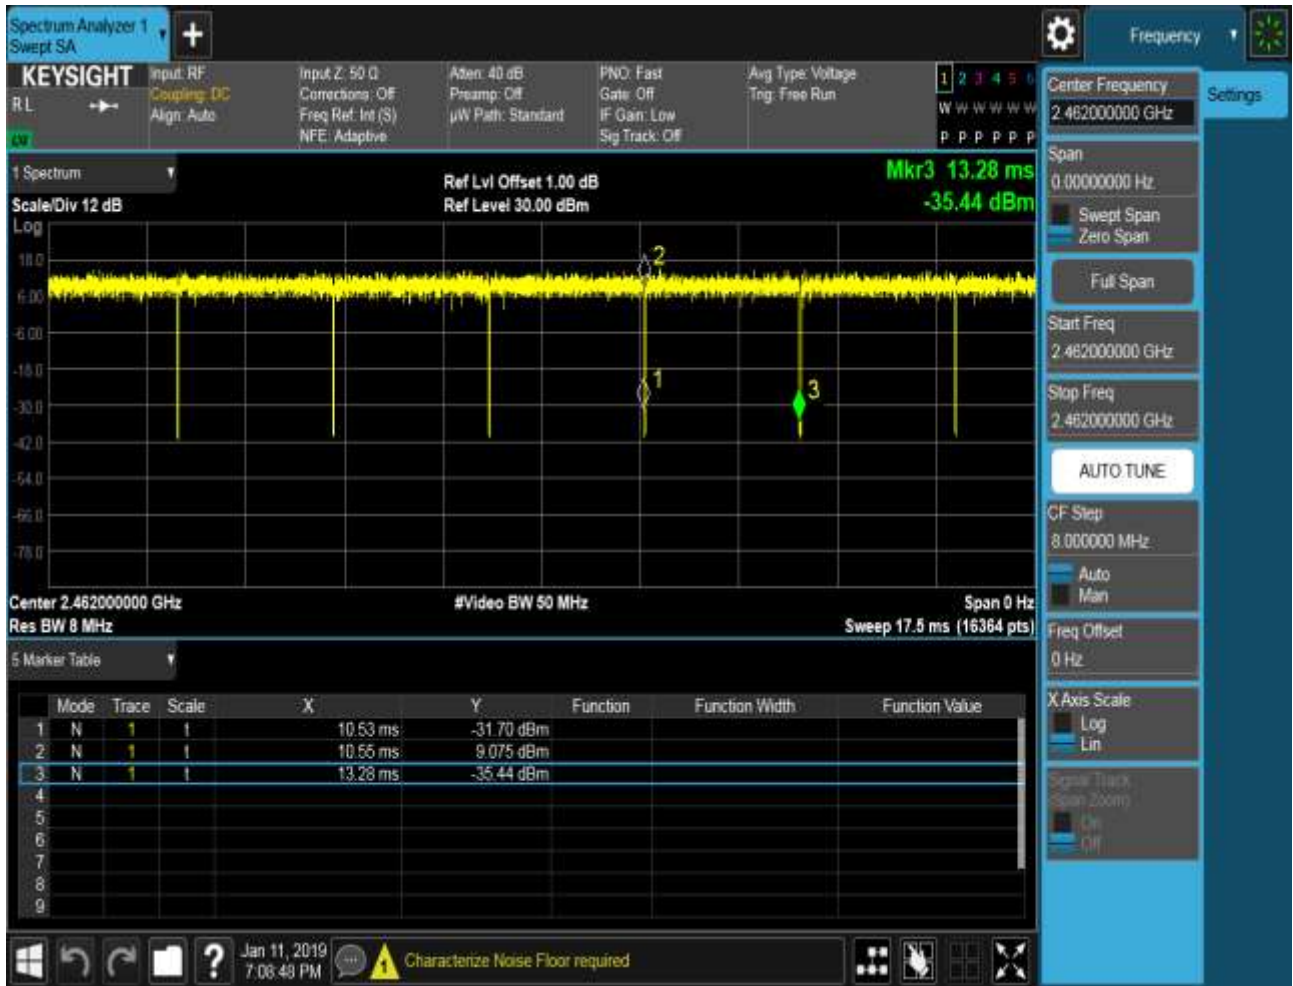 Spectrum Analyzer 1
Swept SA
Frequency
KEYSIGHT
R L
Input: RF
Coupling: DC
Align: Auto
Input Z: 50 Ω
Corrections: Off
Freq Ref: Int (S)
NFE: Adaptive
Atten: 40 dB
Preamp: Off
µW Path: Standard
PNO: Fast
Gate: Off
IF Gain: Low
Sig Track: Off
Avg Type: Voltage
Trig: Free Run
1 2 3 4 5 6
W W W W W W
P P P P P P
Center Frequency
2.462000000 GHz
Settings
1 Spectrum
Scale/Div 12 dB
Ref Lvl Offset 1.00 dB
Ref Level 30.00 dBm
Mkr3 13.28 ms
-35.44 dBm
Log
18.0
6.00
-6.00
-18.0
-30.0
-42.0
-54.0
-66.0
-78.0
2
1
3
Center 2.462000000 GHz
Res BW 8 MHz
#Video BW 50 MHz
Span 0 Hz
Sweep 17.5 ms (16364 pts)
Span
0.00000000 Hz
Swept Span
Zero Span
Full Span
Start Freq
2.462000000 GHz
Stop Freq
2.462000000 GHz
AUTO TUNE
CF Step
8.000000 MHz
Auto
Man
Freq Offset
0 Hz
X Axis Scale
Log
Lin
Signal Track
(Span Zoom)
On
Off
5 Marker Table
Mode Trace Scale X Y Function Function Width Function Value
1 N 1 t 10.53 ms -31.70 dBm
2 N 1 t 10.55 ms 9.075 dBm
3 N 1 t 13.28 ms -35.44 dBm
4
5
6
7
8
9
?
Jan 11, 2019
7:08:48 PM
1
Characterize Noise Floor required